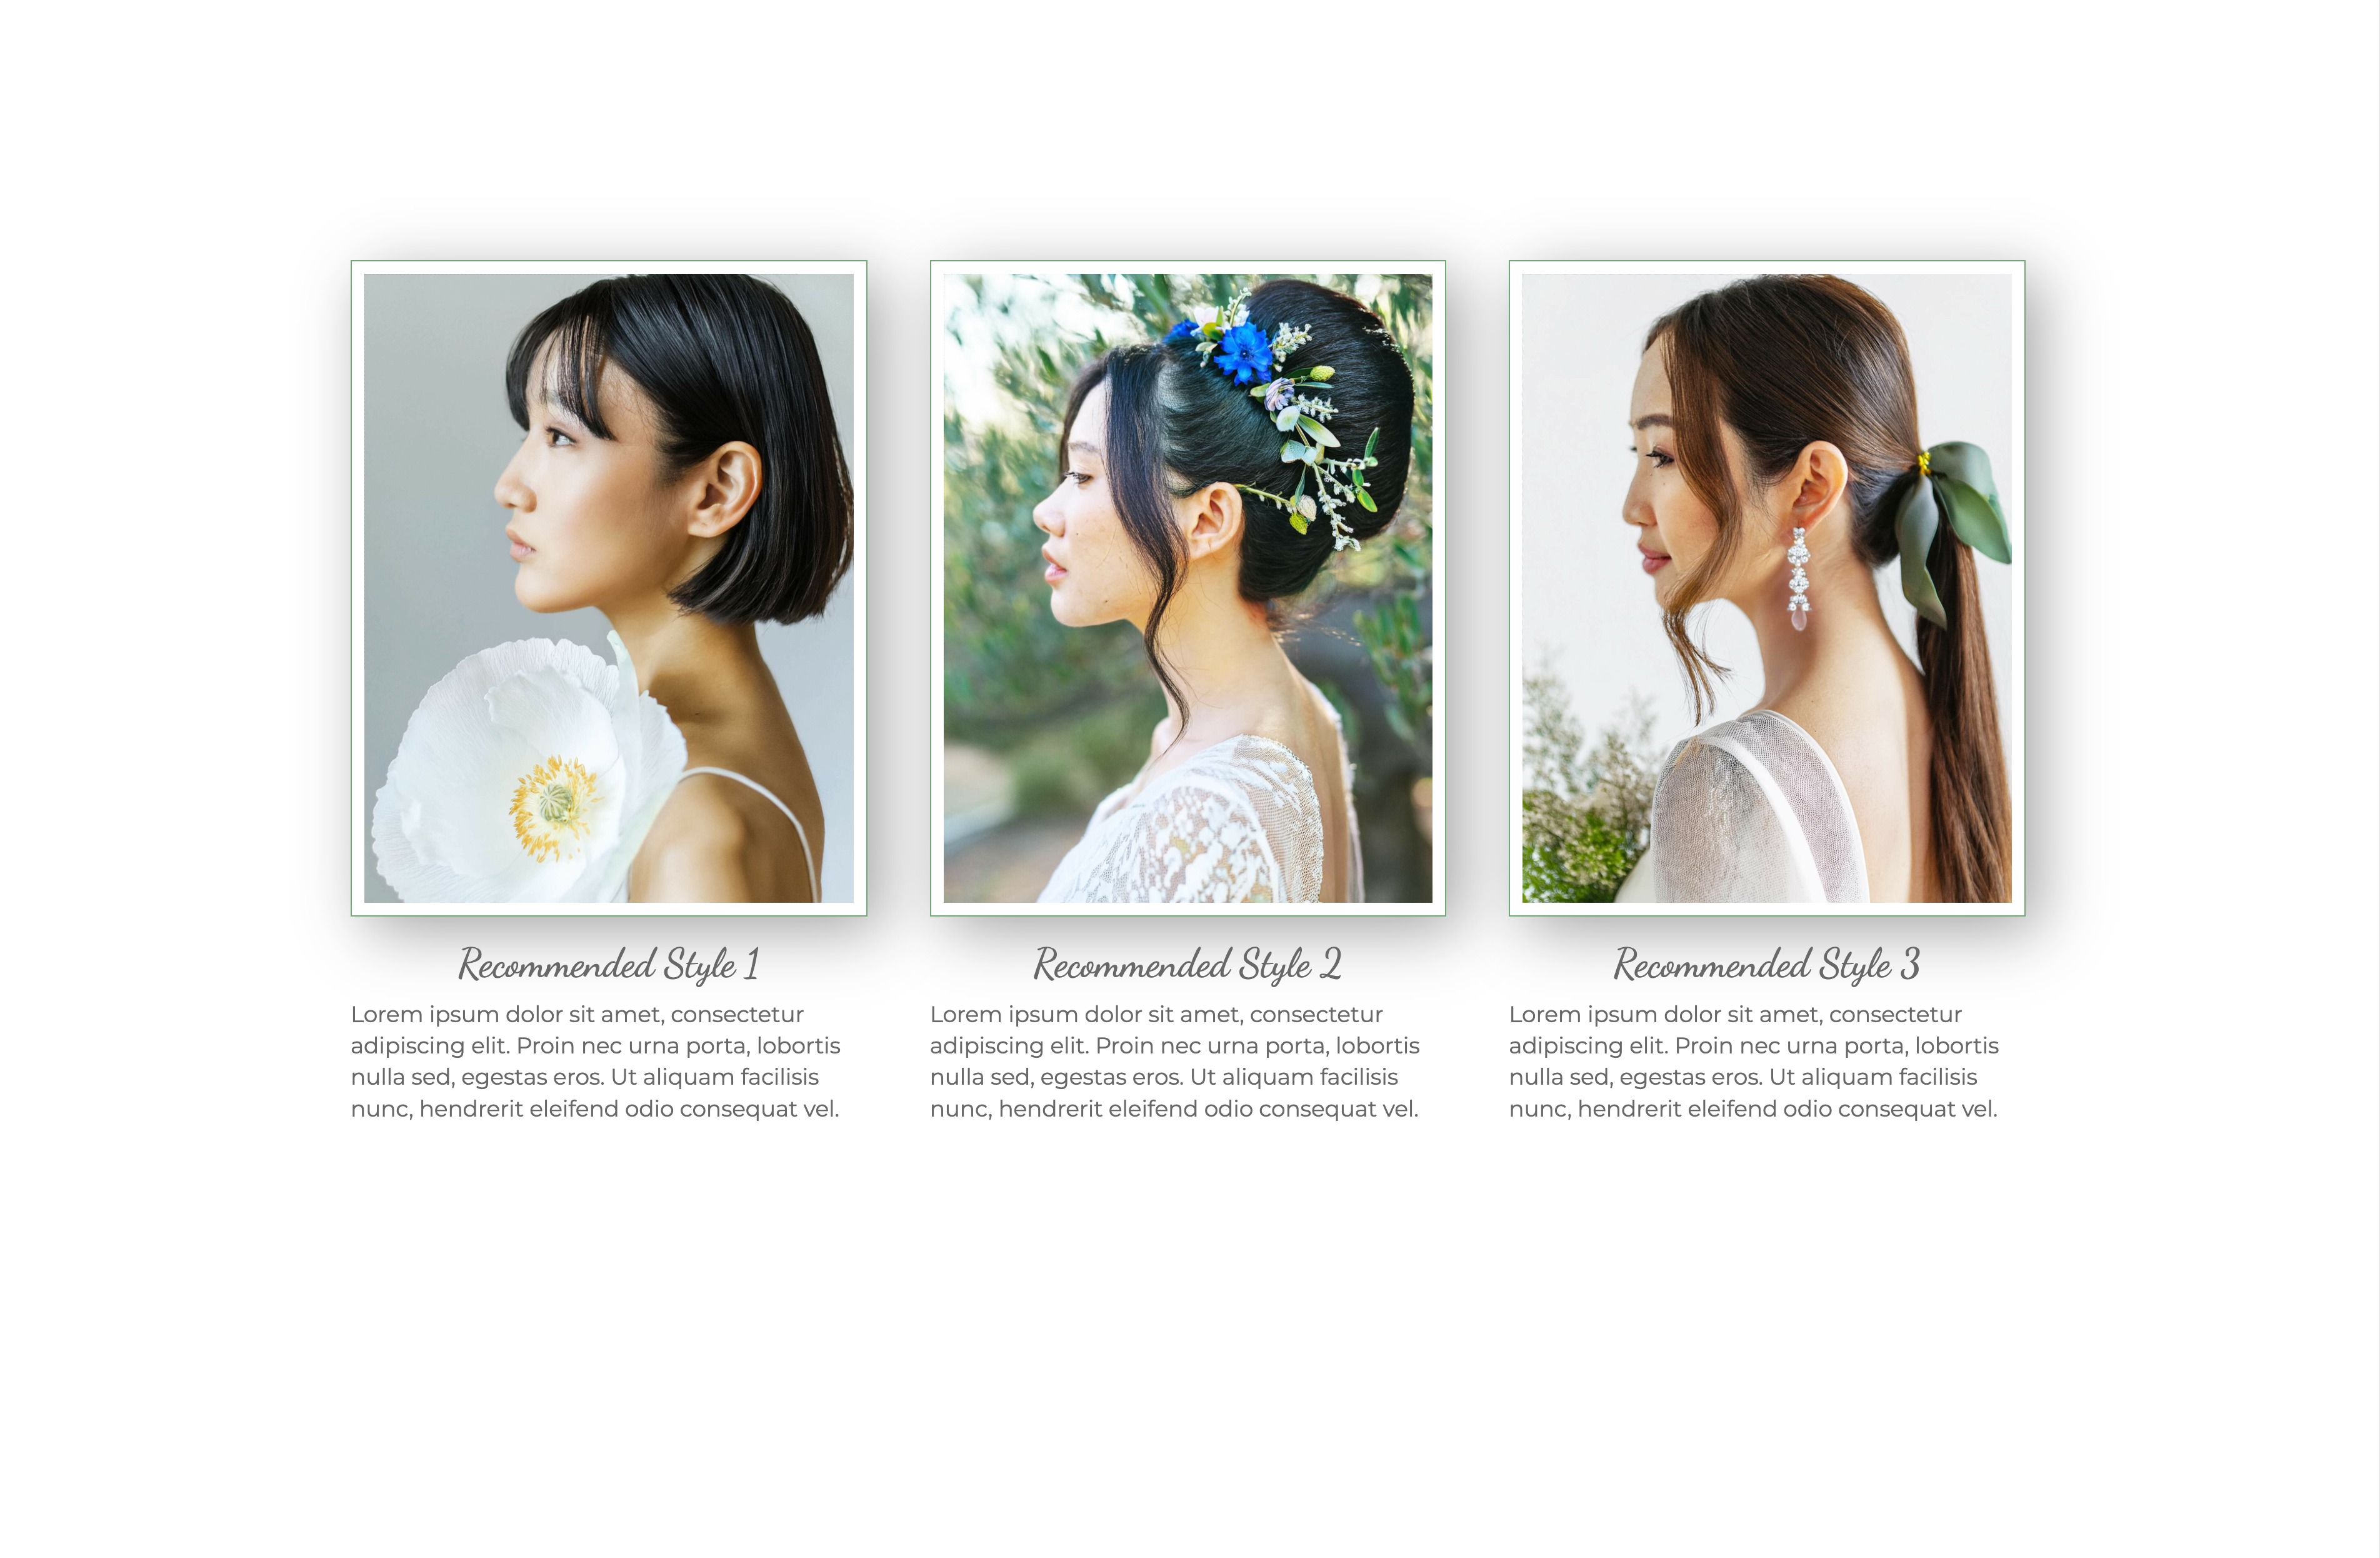 Recommended Style 1
Lorem ipsum dolor sit amet, consectetur
adipiscing elit. Proin nec urna porta, lobortis
nulla sed, egestas eros. Ut aliquam facilisis
nunc, hendrerit eleifend odio consequat vel.
Recommended Style 2
Lorem ipsum dolor sit amet, consectetur
adipiscing elit. Proin nec urna porta, lobortis
nulla sed, egestas eros. Ut aliquam facilisis
nunc, hendrerit eleifend odio consequat vel.
Recommended Style 3
Lorem ipsum dolor sit amet, consectetur
adipiscing elit. Proin nec urna porta, lobortis
nulla sed, egestas eros. Ut aliquam facilisis
nunc, hendrerit eleifend odio consequat vel.